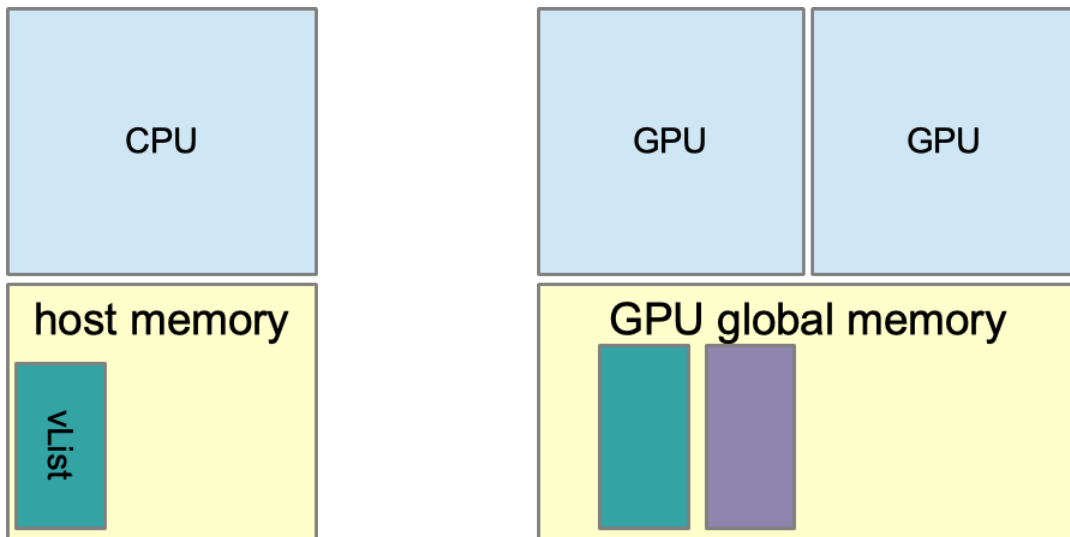 CPU
GPU
GPU
host memory
GPU global memory
vList